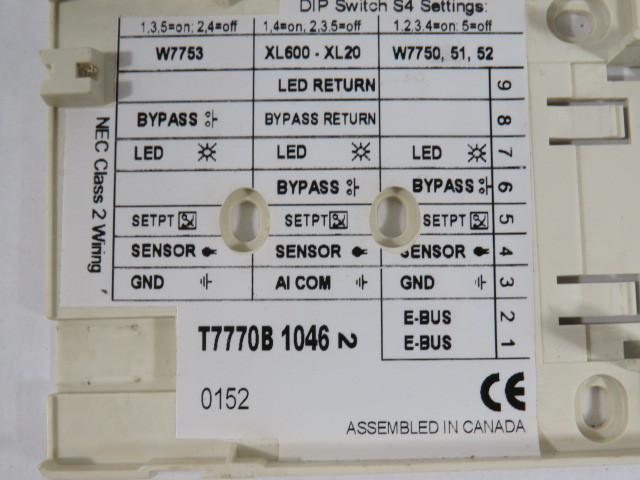 DIP Switch S4 Settings:
1,3,5=on; 2,4=off 1,4=on, 2,3.5=off 1.2.3.4=on: 5=off
W7753 XL600 - XL20 W7750, 51, 52
LED RETURN 9
BYPASS BYPASS RETURN 8
LED LED LED 7
BYPASS BYPASS 6
SETPT SETPT SETPT 5
SENSOR SENSOR SENSOR 4
GND AI COM GND 3
E-BUS 2
E-BUS 1
NEC Class 2 Wiring
T7770B 1046 2
0152
CE
ASSEMBLED IN CANADA